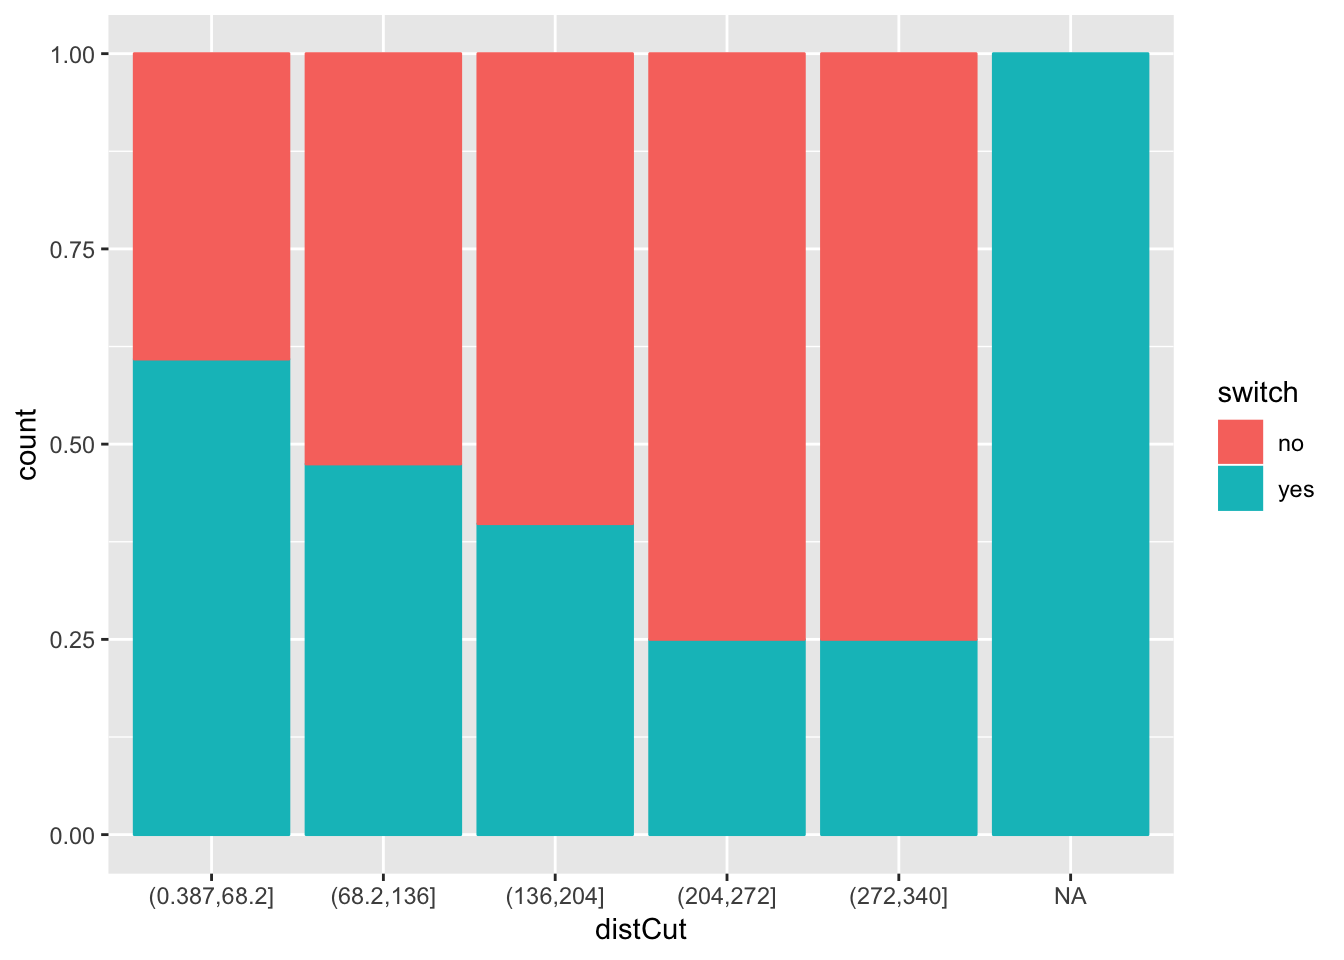 1.00
0.75
0.50
0.25
0.00
count
(0.387,68.2] (68.2,136] (136,204] (204,272] (272,340] NA
distCut
switch
no
yes